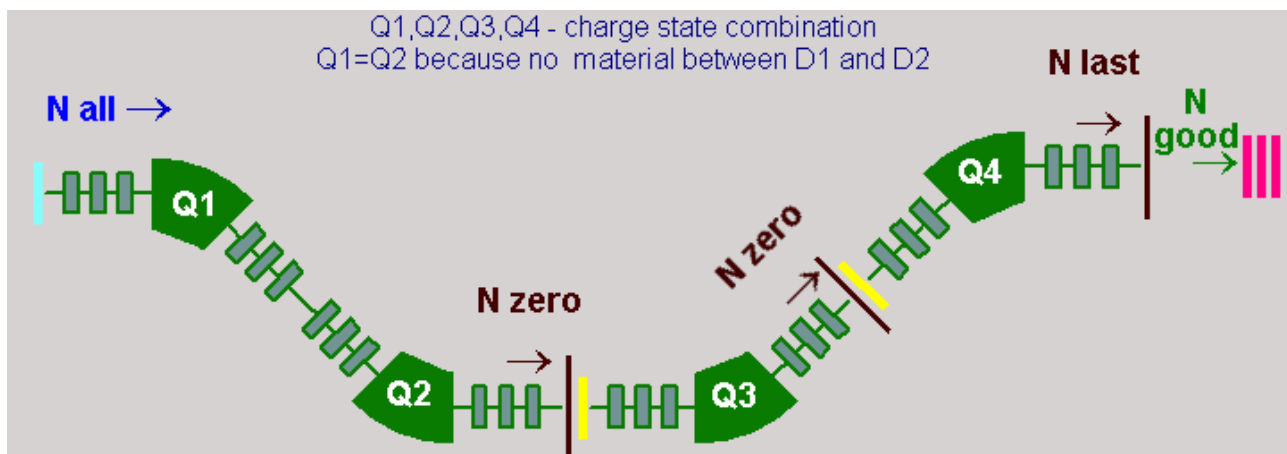 Q1,Q2,Q3,Q4 - charge state combination
Q1=Q2 because no material between D1 and D2
N last
N all
N
good
Q1
Q4
N zero
N zero
Q2
Q3